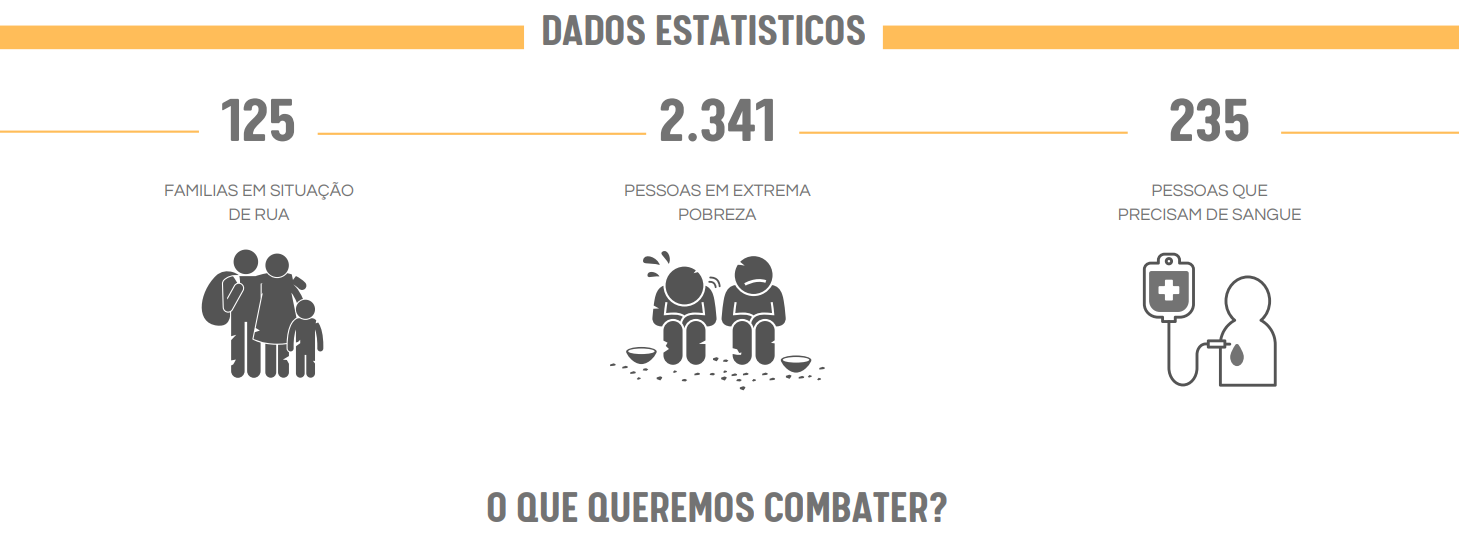 DADOS ESTATISTICOS
125
2.341
235
FAMILIAS EM SITUAÇÃO
DE RUA
PESSOAS EM EXTREMA
POBREZA
PESSOAS QUE
PRECISAM DE SANGUE
O QUE QUEREMOS COMBATER?